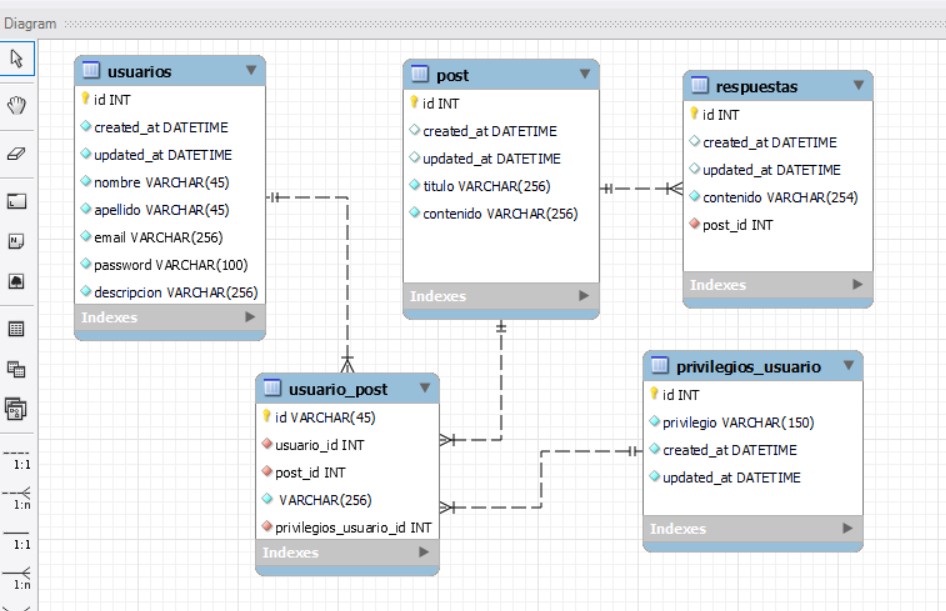 Diagram
usuarios
id INT
created_at DATETIME
updated_at DATETIME
nombre VARCHAR(45)
apellido VARCHAR(45)
email VARCHAR(256)
password VARCHAR(100)
descripcion VARCHAR(256)
Indexes
post
id INT
created_at DATETIME
updated_at DATETIME
titulo VARCHAR(256)
contenido VARCHAR(256)
Indexes
respuestas
id INT
created_at DATETIME
updated_at DATETIME
contenido VARCHAR(254)
post_id INT
Indexes
usuario_post
id VARCHAR(45)
usuario_id INT
post_id INT
VARCHAR(256)
privilegios_usuario_id INT
Indexes
privilegios_usuario
id INT
privilegio VARCHAR(150)
created_at DATETIME
updated_at DATETIME
Indexes
1:1
1:n
1:1
1:n